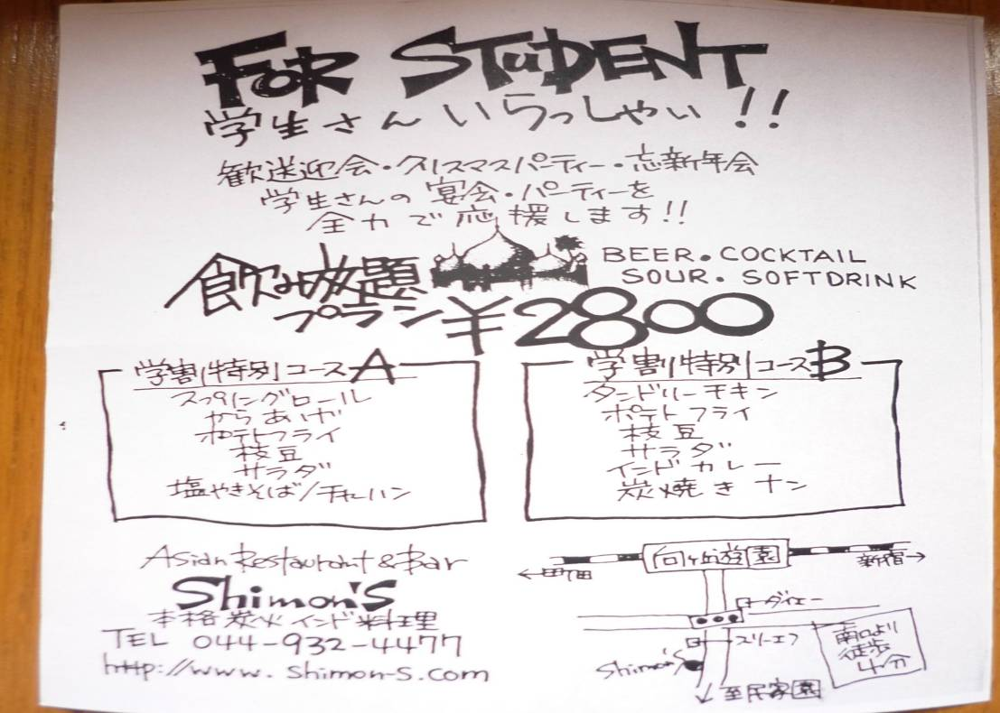 FOR STUDENT
学生さんいらっしゃい!!
歓送迎会・クリスマスパーティー・忘新年会
学生さんの宴会・パーティーを
全力で応援します!!
飲み放題
プラン¥2800
BEER・COCKTAIL
SOUR・SOFTDRINK
学割特別コースA
スプリングロール
からあげ
ポテトフライ
枝豆
サラダ
塩やきそば/チャーハン
学割特別コースB
タンドリーチキン
ポテトフライ
枝豆
サラダ
インドカレー
炭焼きナン
Asian Restaurant & Bar
Shimon'S
本格炭火インド料理
TEL 044-932-4477
http://www.shimon-s.com
向ヶ丘遊園
←町田
新宿→
ダイエー
スリーエフ
Shimon's
至民家園
南口より
徒歩
4分